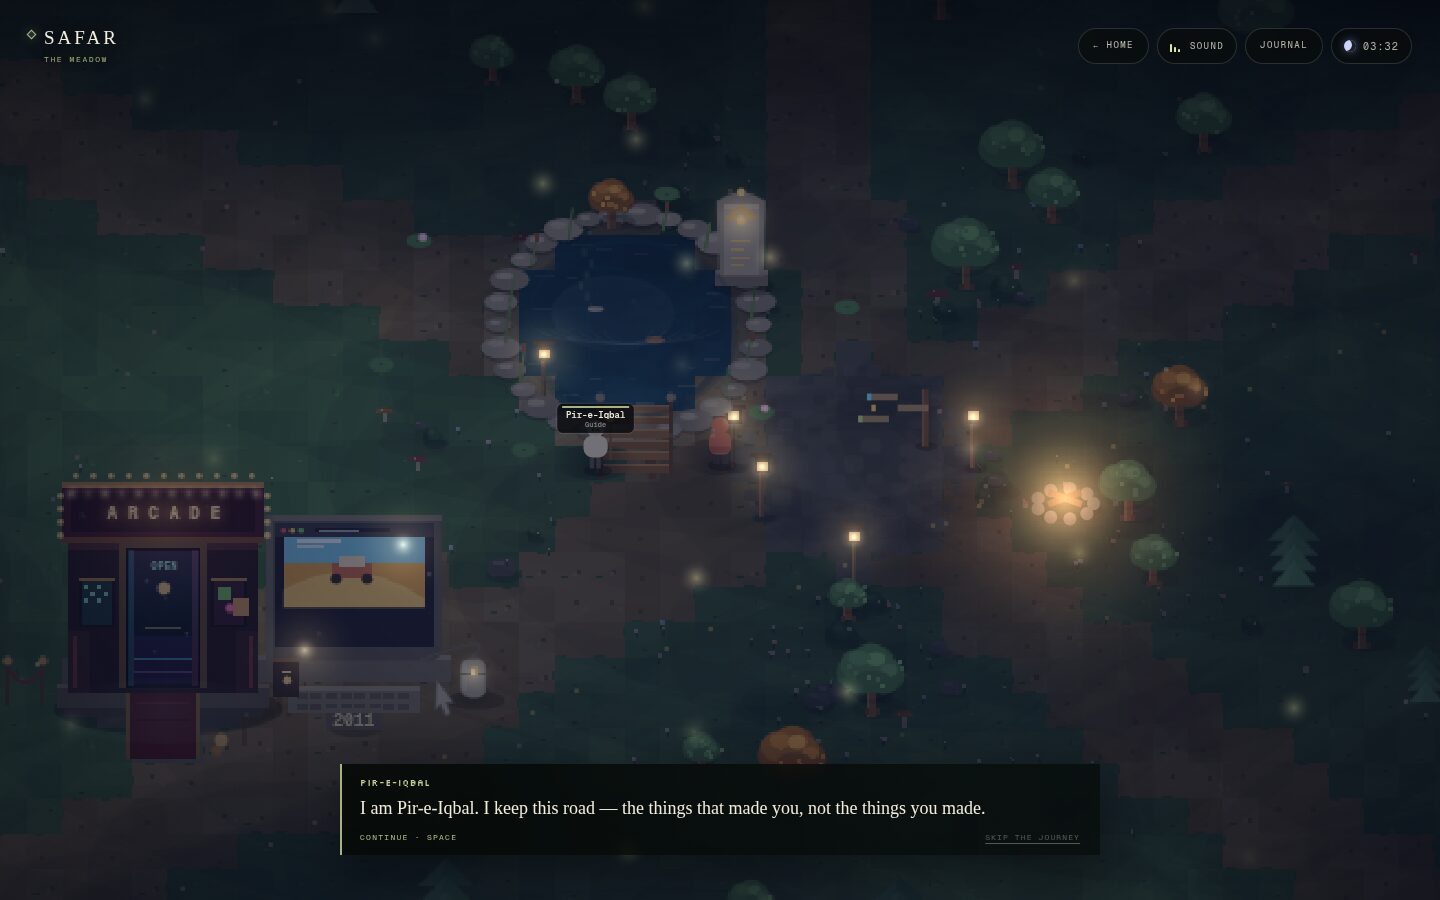 SAFAR
THE MEADOW
← HOME
SOUND
JOURNAL
03:32
Pir-e-Iqbal
Guide
ARCADE
OPEN
2011
PIR-E-IQBAL
I am Pir-e-Iqbal. I keep this road — the things that made you, not the things you made.
CONTINUE · SPACE
SKIP THE JOURNEY